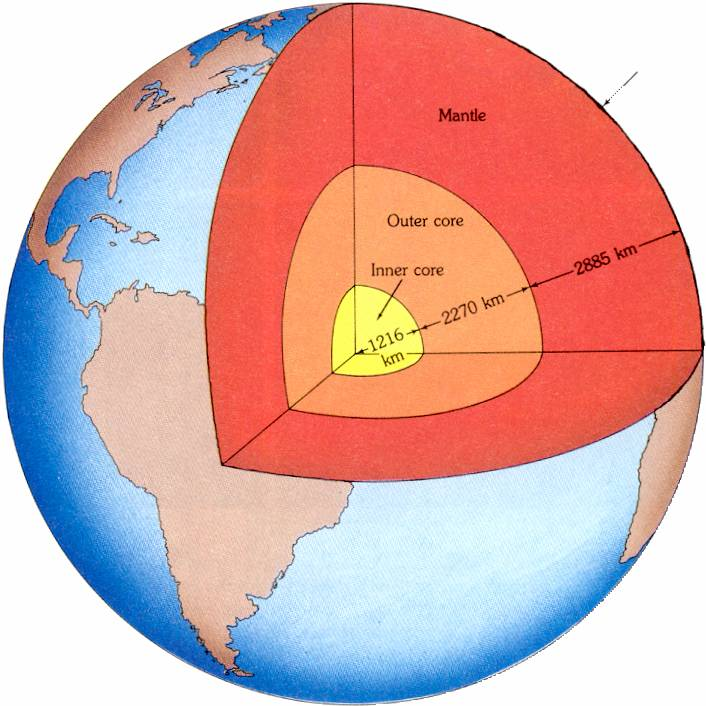 Mantle
Outer core
Inner core
2885 km
2270 km
1216
km